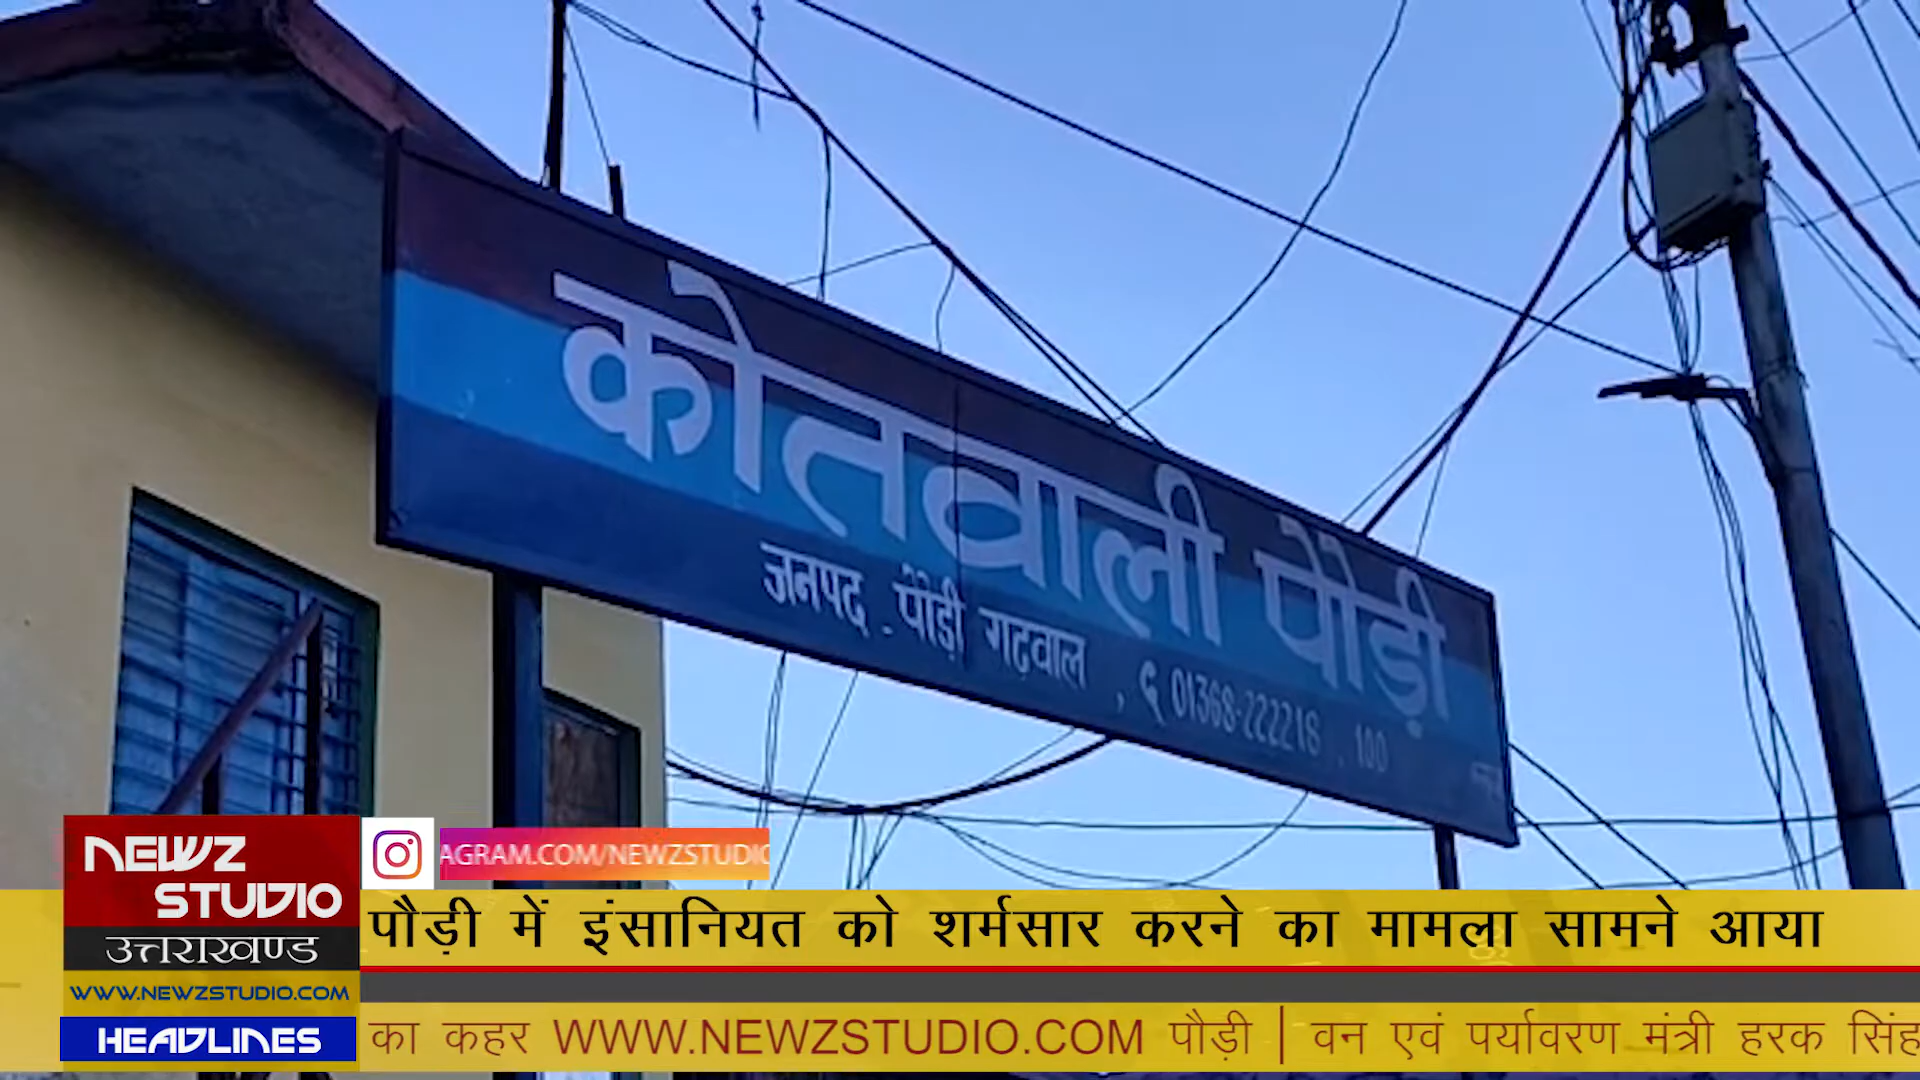 कोतवाली पौड़ी
जनपद - पौड़ी गढ़वाल , 01368-222216 , 100
NEWZ
STUDIO
उत्तराखण्ड
WWW.NEWZSTUDIO.COM
HEADLINES
AGRAM.COM/NEWZSTUDIO
पौड़ी में इंसानियत को शर्मसार करने का मामला सामने आया
का कहर WWW.NEWZSTUDIO.COM पौड़ी | वन एवं पर्यावरण मंत्री हरक सिंह